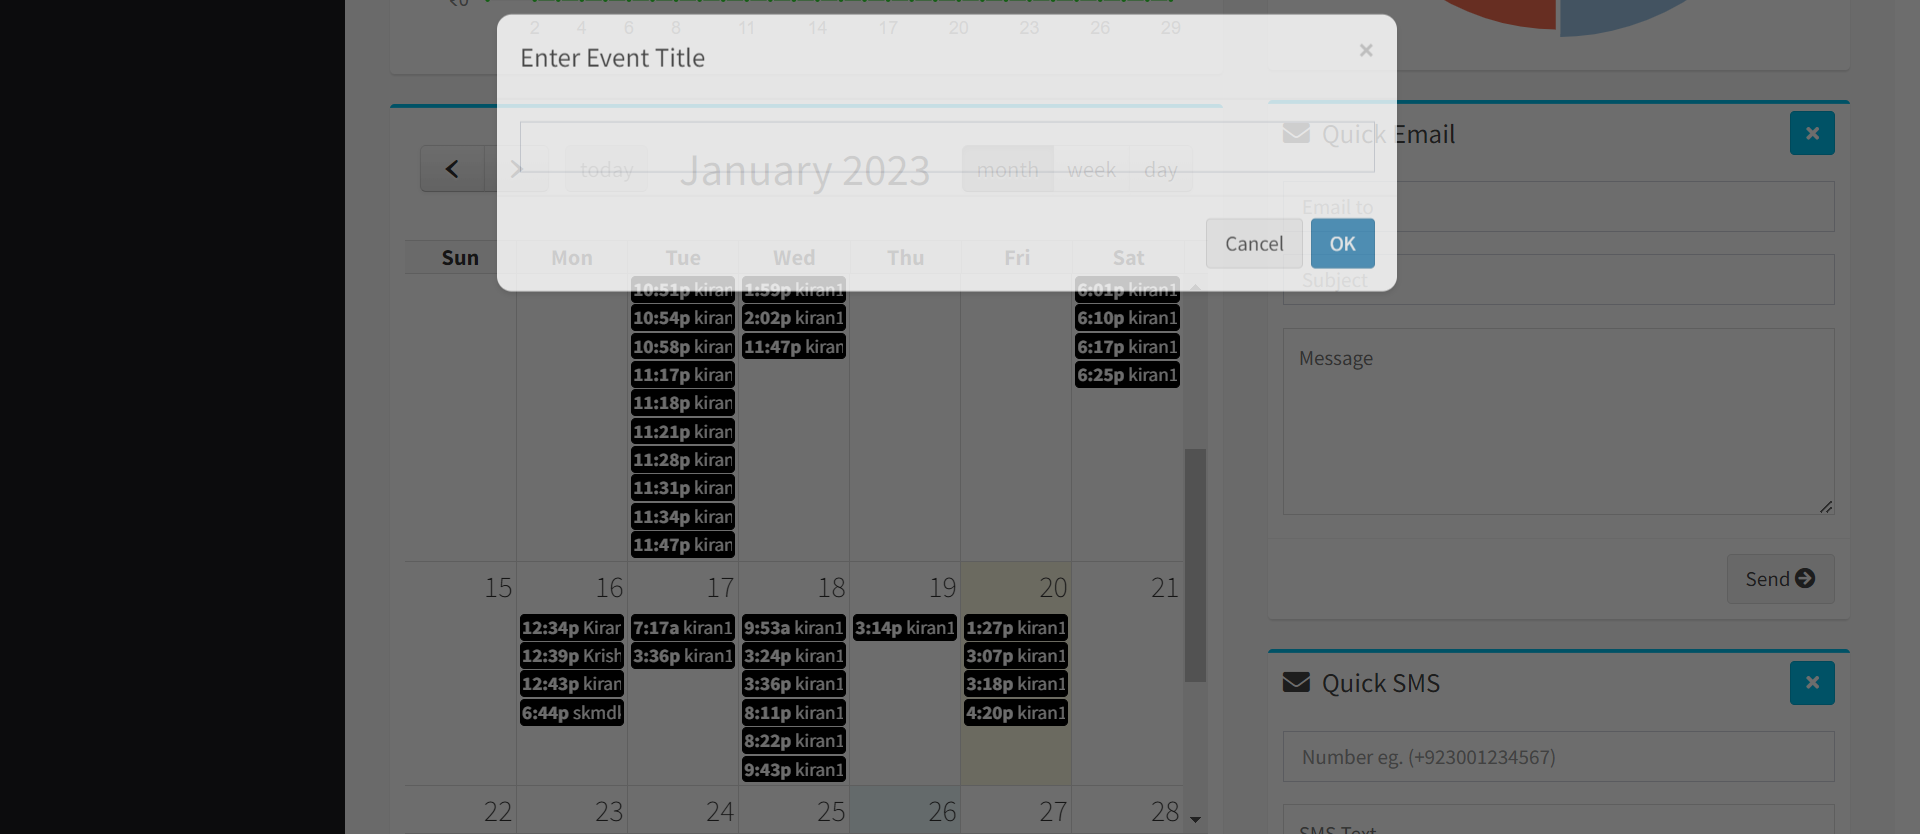 ₹0
2 4 6 8 11 14 17 20 23 26 29
Enter Event Title
×
Quick Email
today
January 2023
month week day
Email to
Cancel OK
Sun Mon Tue Wed Thu Fri Sat
Subject
10:51p kiran 1:59p kiran1 6:01p kiran1
10:54p kiran 2:02p kiran1 6:10p kiran1
10:58p kiran 11:47p kiran 6:17p kiran1
11:17p kiran 6:25p kiran1
11:18p kiran
11:21p kiran
11:28p kiran
11:31p kiran
11:34p kiran
11:47p kiran
Message
Send
15 16 17 18 19 20 21
12:34p Kiran 7:17a kiran1 9:53a kiran1 3:14p kiran1 1:27p kiran1
12:39p Krish 3:36p kiran1 3:24p kiran1 3:07p kiran1
12:43p kiran 3:36p kiran1 3:18p kiran1
6:44p skmdl 8:11p kiran1 4:20p kiran1
8:22p kiran1
9:43p kiran1
22 23 24 25 26 27 28
Quick SMS
Number eg. (+923001234567)
SMS Text